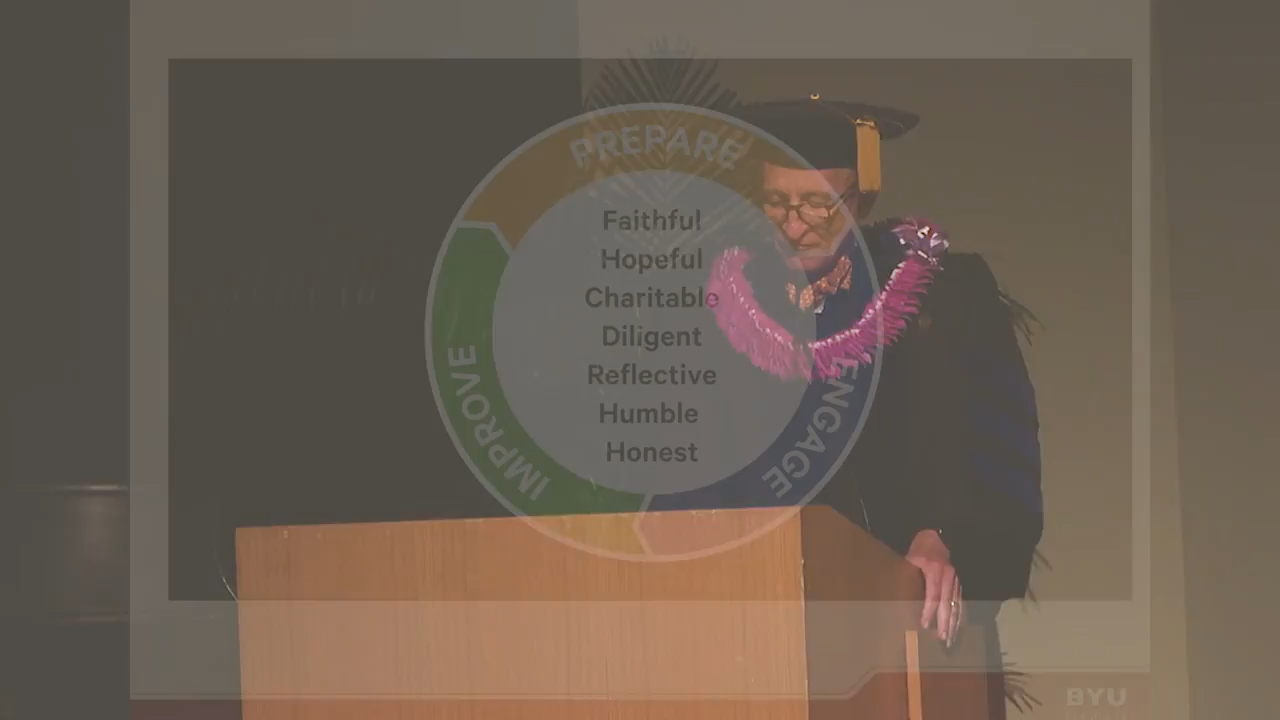 PREPARE
Faithful
Hopeful
Charitable
Diligent
Reflective
Humble
Honest
IMPROVE
ENGAGE
BYU